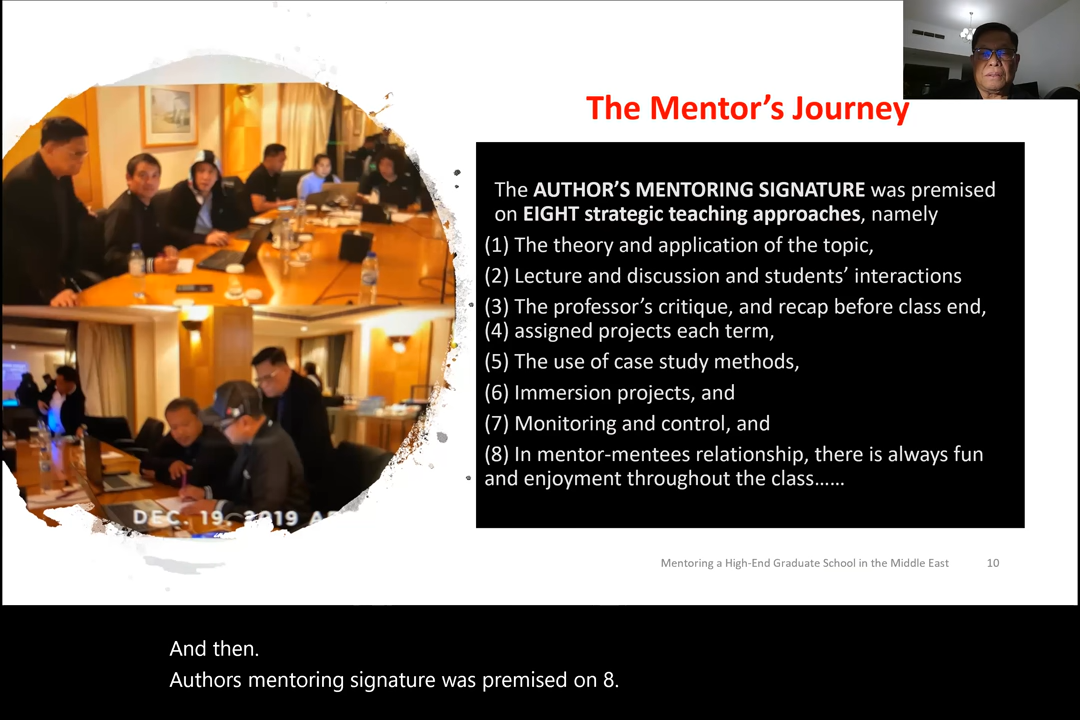 The Mentor’s Journey
The AUTHOR’S MENTORING SIGNATURE was premised
on EIGHT strategic teaching approaches, namely
(1) The theory and application of the topic,
(2) Lecture and discussion and students’ interactions
(3) The professor’s critique, and recap before class end,
(4) assigned projects each term,
(5) The use of case study methods,
(6) Immersion projects, and
(7) Monitoring and control, and
(8) In mentor-mentees relationship, there is always fun
and enjoyment throughout the class……
DEC. 19, 2019
Mentoring a High-End Graduate School in the Middle East 10
And then.
Authors mentoring signature was premised on 8.